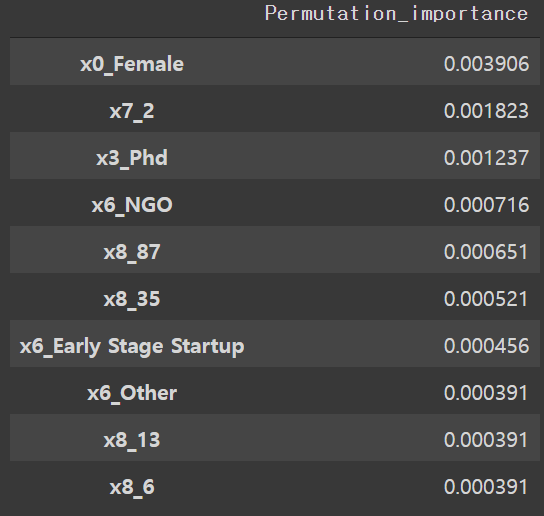 Permutation_importance
x0_Female 0.003906
x7_2 0.001823
x3_Phd 0.001237
x6_NGO 0.000716
x8_87 0.000651
x8_35 0.000521
x6_Early Stage Startup 0.000456
x6_Other 0.000391
x8_13 0.000391
x8_6 0.000391